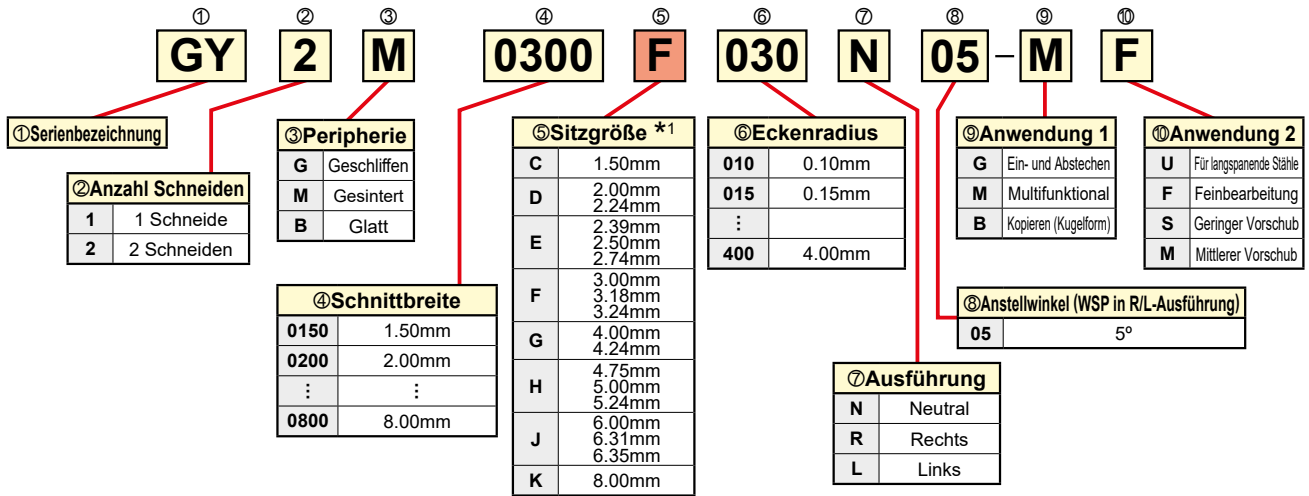 ① ② ③ ④ ⑤ ⑥ ⑦ ⑧ ⑨ ⑩
GY 2 M 0300 F 030 N 05 – M F
①Serienbezeichnung
②Anzahl Schneiden
1 1 Schneide
2 2 Schneiden
③Peripherie
G Geschliffen
M Gesintert
B Glatt
④Schnittbreite
0150 1.50mm
0200 2.00mm
⋮ ⋮
0800 8.00mm
⑤Sitzgröße *1
C 1.50mm
D 2.00mm
2.24mm
E 2.39mm
2.50mm
2.74mm
F 3.00mm
3.18mm
3.24mm
G 4.00mm
4.24mm
H 4.75mm
5.00mm
5.24mm
J 6.00mm
6.31mm
6.35mm
K 8.00mm
⑥Eckenradius
010 0.10mm
015 0.15mm
⋮
400 4.00mm
⑦Ausführung
N Neutral
R Rechts
L Links
⑧Anstellwinkel (WSP in R/L-Ausführung)
05 5º
⑨Anwendung 1
G Ein- und Abstechen
M Multifunktional
B Kopieren (Kugelform)
⑩Anwendung 2
U Für langspanende Stähle
F Feinbearbeitung
S Geringer Vorschub
M Mittlerer Vorschub